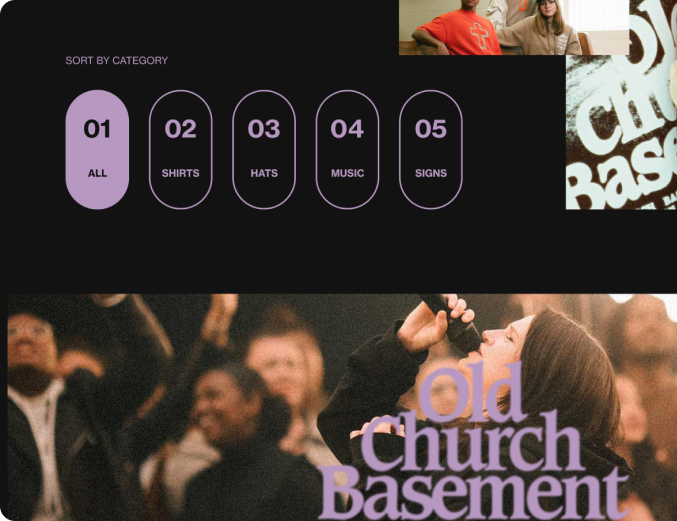 SORT BY CATEGORY
01
ALL
02
SHIRTS
03
HATS
04
MUSIC
05
SIGNS
Old
Church
Basement